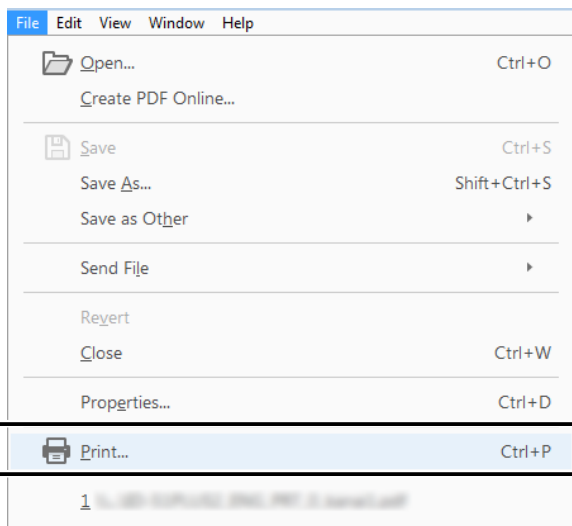 File Edit View Window Help
Open... Ctrl+O
Create PDF Online...
Save Ctrl+S
Save As... Shift+Ctrl+S
Save as Other
Send File
Revert
Close Ctrl+W
Properties... Ctrl+D
Print... Ctrl+P
1